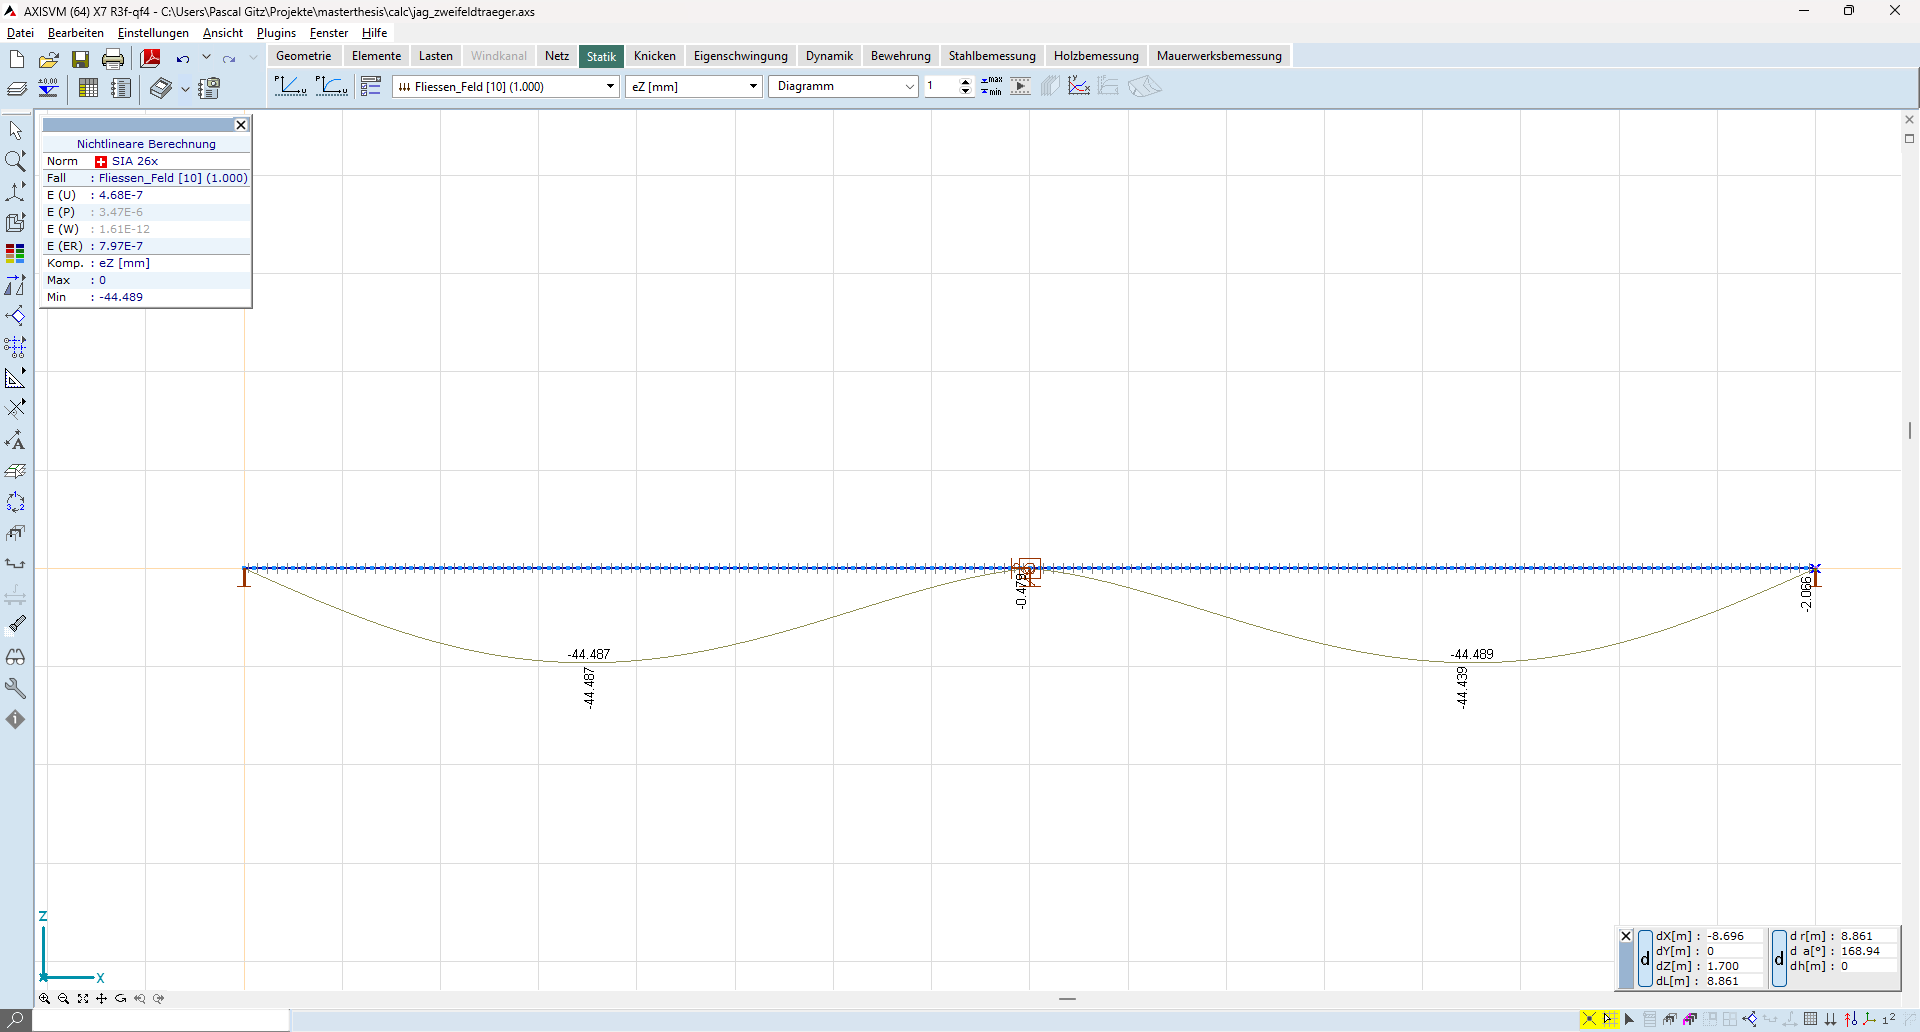 AXISVM (64) X7 R3f-qf4 - C:\Users\Pascal Gitz\Projekte\masterthesis\calc\jag_zweifeldtraeger.axs
Datei Bearbeiten Einstellungen Ansicht Plugins Fenster Hilfe
Geometrie Elemente Lasten Windkanal Netz Statik Knicken Eigenschwingung Dynamik Bewehrung Stahlbemessung Holzbemessung Mauerwerksbemessung
Fliessen_Feld [10] (1.000) eZ [mm] Diagramm 1
Nichtlineare Berechnung
Norm SIA 26x
Fall : Fliessen_Feld [10] (1.000)
E (U) : 4.68E-7
E (P) : 3.47E-6
E (W) : 1.61E-12
E (ER) : 7.97E-7
Komp. : eZ [mm]
Max : 0
Min : -44.489
-2.066
-44.487
-44.489
-44.487
-44.439
Z
X
dX[m] : -8.696
dY[m] : 0
dZ[m] : 1.700
dL[m] : 8.861
d
d r[m] : 8.861
d a[°] : 168.94
dh[m] : 0
d